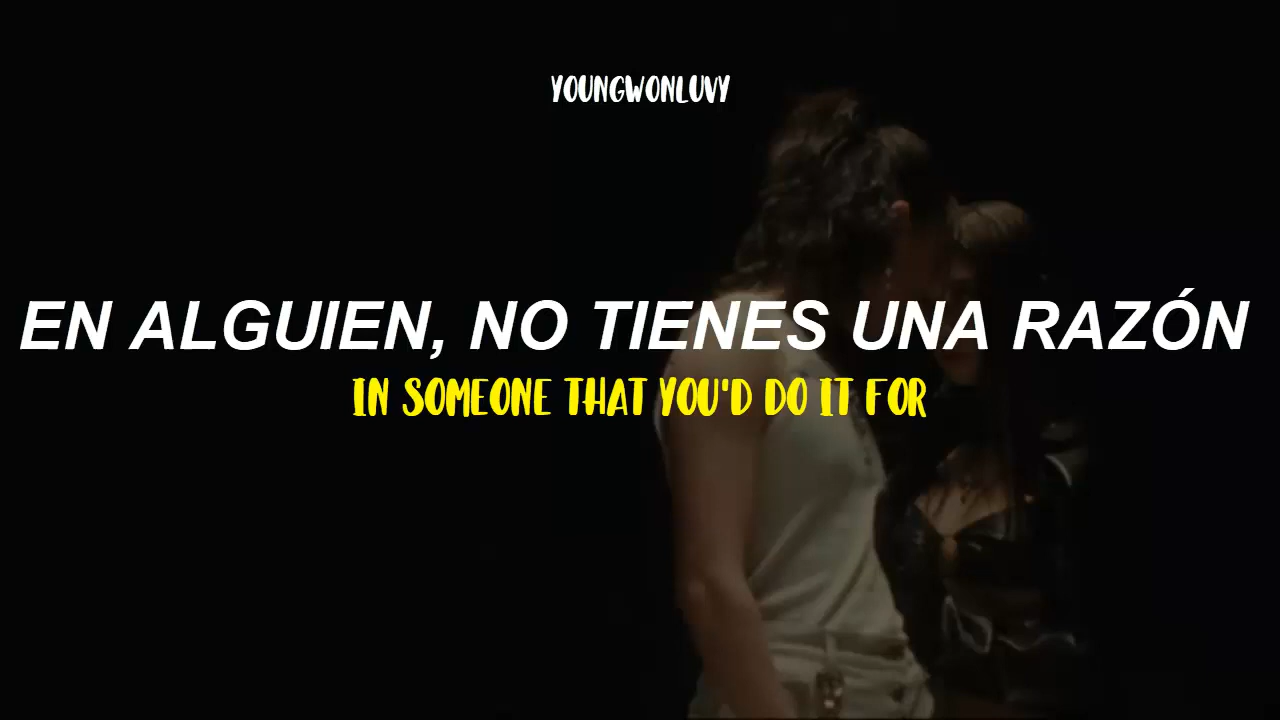 YOUNGWONLUVY
EN ALGUIEN, NO TIENES UNA RAZÓN
IN SOMEONE THAT YOU'D DO IT FOR